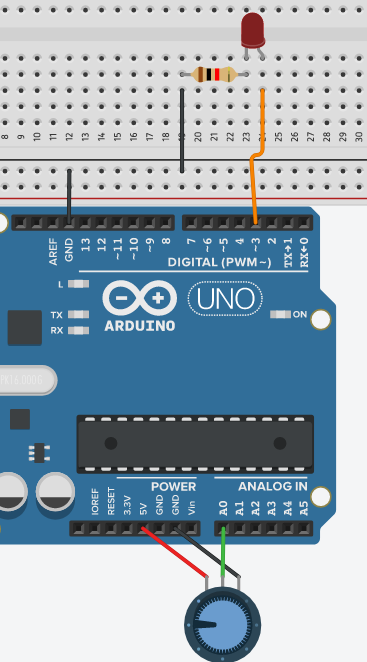 8 9 10 11 12 13 14 15 16 17 18 19 20 21 22 23 24 25 26 27 28 29 30
AREF GND 13 12 ~11 ~10 ~9 8 7 ~6 ~5 4 ~3 2 TX→1 RX←0
DIGITAL (PWM~)
L
TX
RX
ARDUINO
UNO
ON
POWER ANALOG IN
IOREF RESET 3.3V 5V GND GND Vin A0 A1 A2 A3 A4 A5